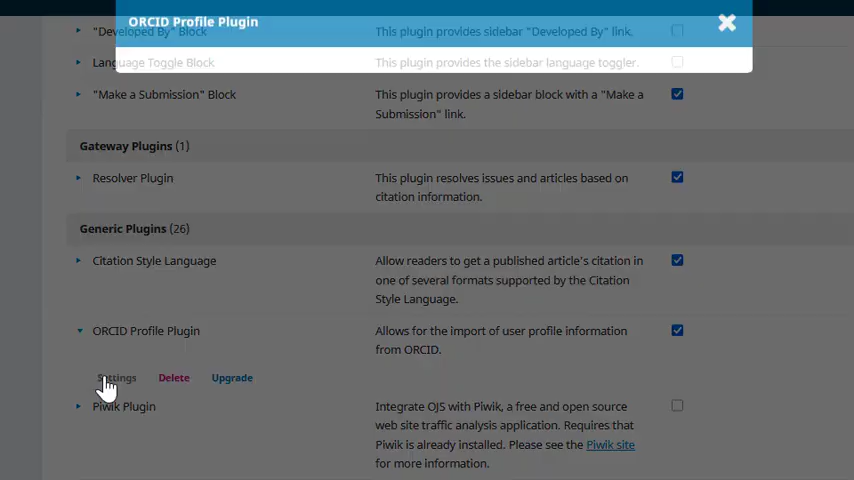 ORCID Profile Plugin
"Developed By" Block This plugin provides sidebar "Developed By" link.
Language Toggle Block This plugin provides the sidebar language toggler.
"Make a Submission" Block This plugin provides a sidebar block with a "Make a
Submission" link.
Gateway Plugins (1)
Resolver Plugin This plugin resolves issues and articles based on
citation information.
Generic Plugins (26)
Citation Style Language Allow readers to get a published article's citation in
one of several formats supported by the Citation
Style Language.
ORCID Profile Plugin Allows for the import of user profile information
from ORCID.
Settings Delete Upgrade
Piwik Plugin Integrate OJS with Piwik, a free and open source
web site traffic analysis application. Requires that
Piwik is already installed. Please see the Piwik site
for more information.